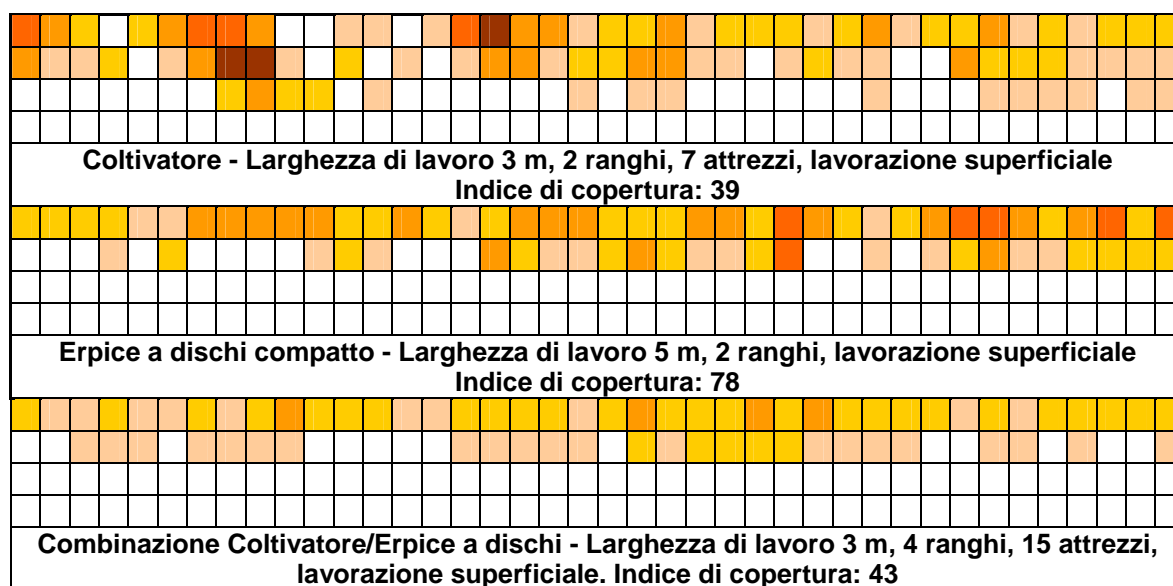 Coltivatore - Larghezza di lavoro 3 m, 2 ranghi, 7 attrezzi, lavorazione superficiale
Indice di copertura: 39
Erpice a dischi compatto - Larghezza di lavoro 5 m, 2 ranghi, lavorazione superficiale
Indice di copertura: 78
Combinazione Coltivatore/Erpice a dischi - Larghezza di lavoro 3 m, 4 ranghi, 15 attrezzi,
lavorazione superficiale. Indice di copertura: 43